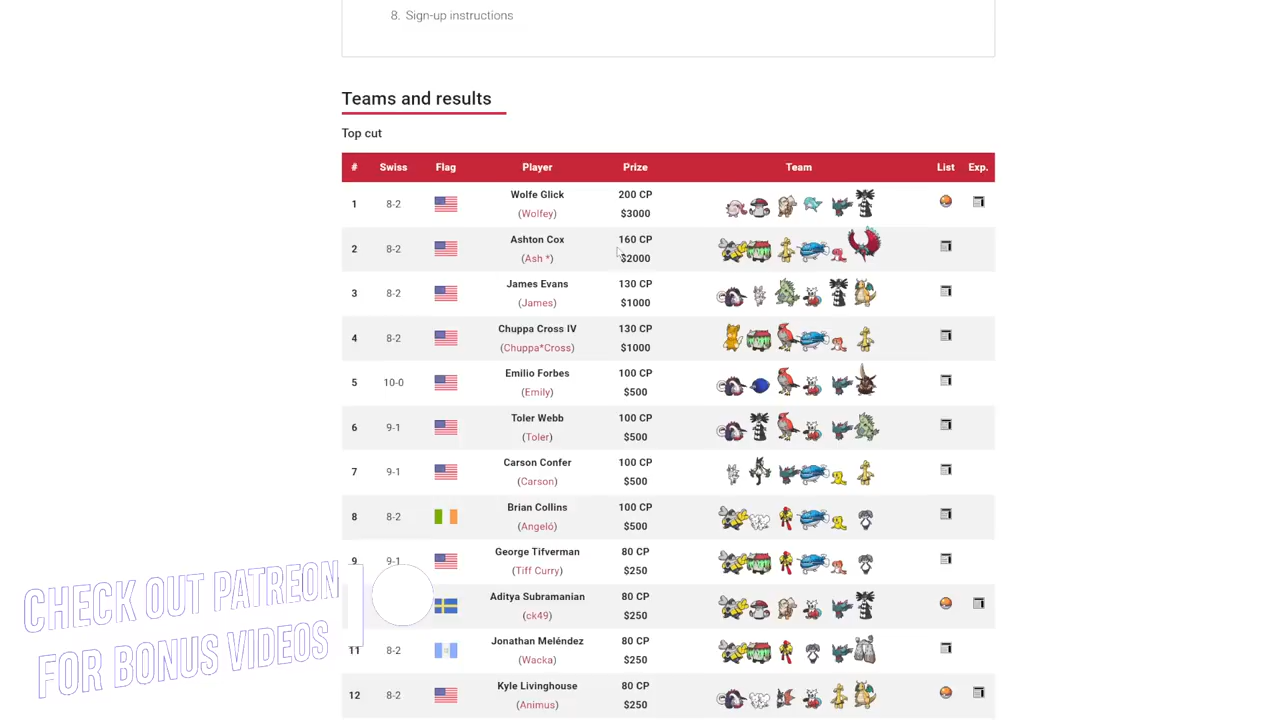 8. Sign-up instructions
Teams and results
Top cut
# Swiss Flag Player Prize Team List Exp.
1 8-2 Wolfe Glick (Wolfey) 200 CP $3000
2 8-2 Ashton Cox (Ash *) 160 CP $2000
3 8-2 James Evans (James) 130 CP $1000
4 8-2 Chuppa Cross IV (Chuppa*Cross) 130 CP $1000
5 10-0 Emilio Forbes (Emily) 100 CP $500
6 9-1 Toler Webb (Toler) 100 CP $500
7 9-1 Carson Confer (Carson) 100 CP $500
8 8-2 Brian Collins (Angeló) 100 CP $500
9 9-1 George Tifverman (Tiff Curry) 80 CP $250
Aditya Subramanian (ck49) 80 CP $250
11 8-2 Jonathan Meléndez (Wacka) 80 CP $250
12 8-2 Kyle Livinghouse (Animus) 80 CP $250
CHECK OUT PATREON
FOR BONUS VIDEOS